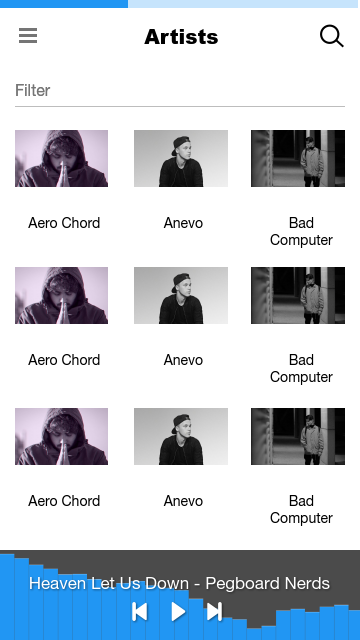 Artists
Filter
Aero Chord
Anevo
Bad
Computer
Aero Chord
Anevo
Bad
Computer
Aero Chord
Anevo
Bad
Computer
Heaven Let Us Down - Pegboard Nerds